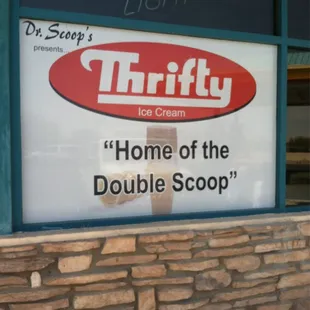 Dr. Scoop's
presents
Thrifty
Ice Cream
"Home of the
Double Scoop"